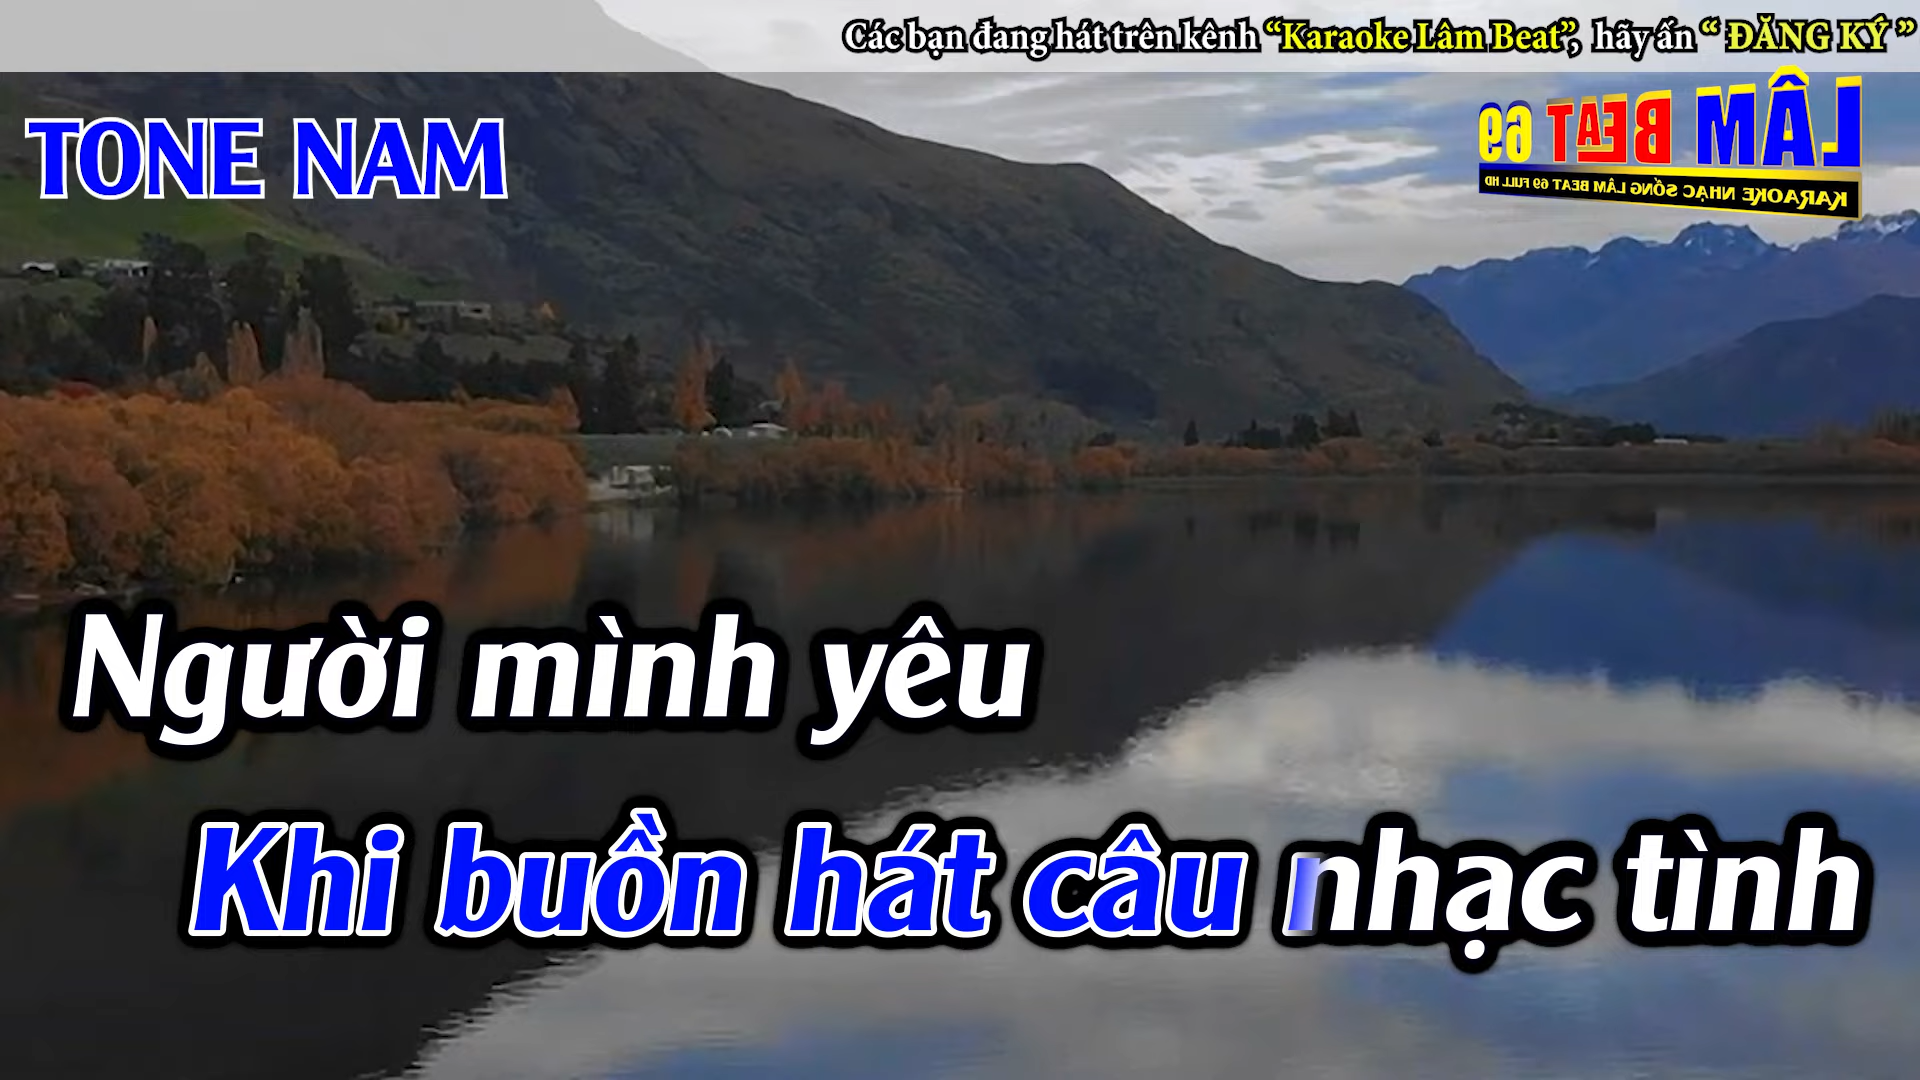 Các bạn đang hát trên kênh “Karaoke Lâm Beat”, hãy ấn “ ĐĂNG KÝ ”
TONE NAM
LÂM BEAT 69
KARAOKE NHẠC SỐNG LÂM BEAT 69 FULL HD
Người mình yêu
Khi buồn hát câu nhạc tình